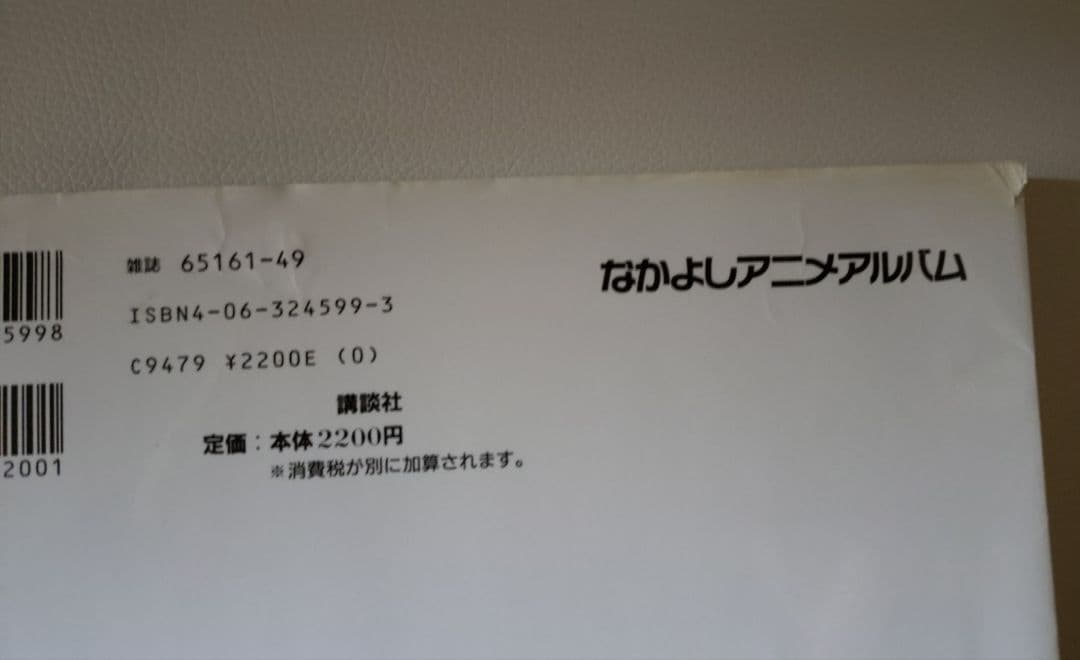 5998
2001
雑誌 65161-49
ISBN4-06-324599-3
C9479 ¥2200E (0)
講談社
定価：本体2200円
※消費税が別に加算されます。
なかよしアニメアルバム